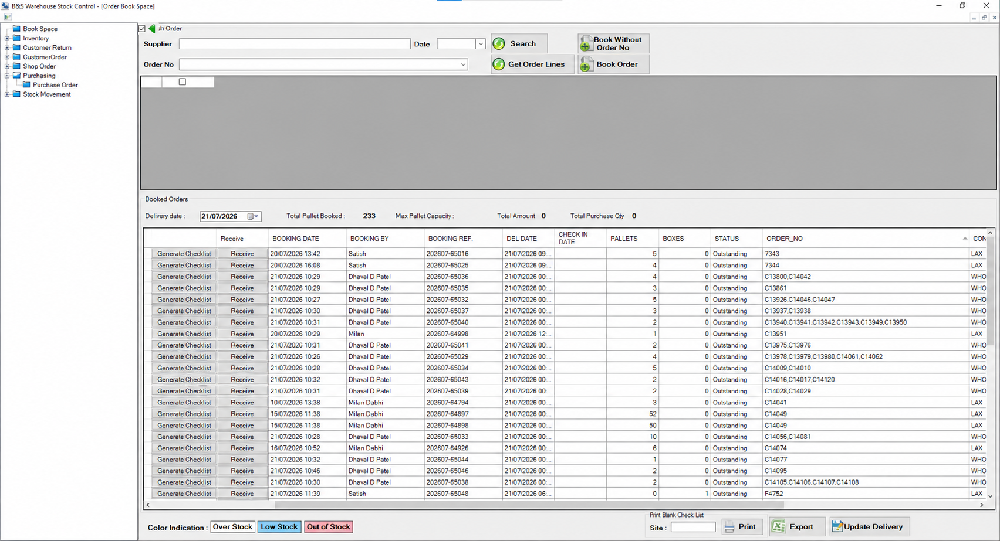 B&S Warehouse Stock Control - [Order Book Space]
Book Space
Inventory
Customer Return
CustomerOrder
Shop Order
Purchasing
Purchase Order
Stock Movement
ch Order
Supplier Date Search Book Without Order No
Order No Get Order Lines Book Order
Booked Orders
Delivery date : 21/07/2026 Total Pallet Booked : 233 Max Pallet Capacity : Total Amount 0 Total Purchase Qty 0
Receive BOOKING DATE BOOKING BY BOOKING REF. DEL DATE CHECK IN DATE PALLETS BOXES STATUS ORDER_NO CON
Generate Checklist Receive 20/07/2026 13:42 Satish 202607-65016 21/07/2026 09:... 5 0 Outstanding 7343 LAX
Generate Checklist Receive 20/07/2026 16:08 Satish 202607-65025 21/07/2026 09:... 4 0 Outstanding 7344 LAX
Generate Checklist Receive 21/07/2026 10:29 Dhaval D Patel 202607-65036 21/07/2026 00:... 4 0 Outstanding C13800,C14042 WHO
Generate Checklist Receive 21/07/2026 10:29 Dhaval D Patel 202607-65035 21/07/2026 00:... 3 0 Outstanding C13861 WHO
Generate Checklist Receive 21/07/2026 10:27 Dhaval D Patel 202607-65032 21/07/2026 00:... 5 0 Outstanding C13926,C14046,C14047 WHO
Generate Checklist Receive 21/07/2026 10:30 Dhaval D Patel 202607-65037 21/07/2026 00:... 3 0 Outstanding C13937,C13938 WHO
Generate Checklist Receive 21/07/2026 10:31 Dhaval D Patel 202607-65040 21/07/2026 00:... 2 0 Outstanding C13940,C13941,C13942,C13943,C13949,C13950 WHO
Generate Checklist Receive 20/07/2026 10:29 Milan 202607-64998 21/07/2026 12:... 1 0 Outstanding C13951 LAX
Generate Checklist Receive 21/07/2026 10:31 Dhaval D Patel 202607-65041 21/07/2026 00:... 2 0 Outstanding C13975,C13976 WHO
Generate Checklist Receive 21/07/2026 10:26 Dhaval D Patel 202607-65029 21/07/2026 00:... 4 0 Outstanding C13978,C13979,C13980,C14061,C14062 WHO
Generate Checklist Receive 21/07/2026 10:28 Dhaval D Patel 202607-65034 21/07/2026 00:... 5 0 Outstanding C14009,C14010 WHO
Generate Checklist Receive 21/07/2026 10:32 Dhaval D Patel 202607-65043 21/07/2026 00:... 2 0 Outstanding C14016,C14017,C14120 WHO
Generate Checklist Receive 21/07/2026 10:31 Dhaval D Patel 202607-65039 21/07/2026 00:... 2 0 Outstanding C14028,C14029 WHO
Generate Checklist Receive 10/07/2026 13:38 Milan Dabhi 202607-64794 21/07/2026 00:... 3 0 Outstanding C14041 LAX
Generate Checklist Receive 15/07/2026 11:38 Milan Dabhi 202607-64897 21/07/2026 00:... 52 0 Outstanding C14049 LAX
Generate Checklist Receive 15/07/2026 11:38 Milan Dabhi 202607-64898 21/07/2026 00:... 50 0 Outstanding C14049 LAX
Generate Checklist Receive 21/07/2026 10:28 Dhaval D Patel 202607-65033 21/07/2026 00:... 10 0 Outstanding C14056,C14081 WHO
Generate Checklist Receive 16/07/2026 10:52 Milan Dabhi 202607-64926 21/07/2026 00:... 6 0 Outstanding C14074 LAX
Generate Checklist Receive 21/07/2026 10:32 Dhaval D Patel 202607-65044 21/07/2026 00:... 1 0 Outstanding C14077 WHO
Generate Checklist Receive 21/07/2026 10:46 Dhaval D Patel 202607-65046 21/07/2026 00:... 2 0 Outstanding C14095 WHO
Generate Checklist Receive 21/07/2026 10:30 Dhaval D Patel 202607-65038 21/07/2026 00:... 2 0 Outstanding C14105,C14106,C14107,C14108 WHO
Generate Checklist Receive 21/07/2026 11:39 Satish 202607-65048 21/07/2026 06:... 0 1 Outstanding F4752 LAX
Color Indication : Over Stock Low Stock Out of Stock
Print Blank Check List
Site : Print Export Update Delivery